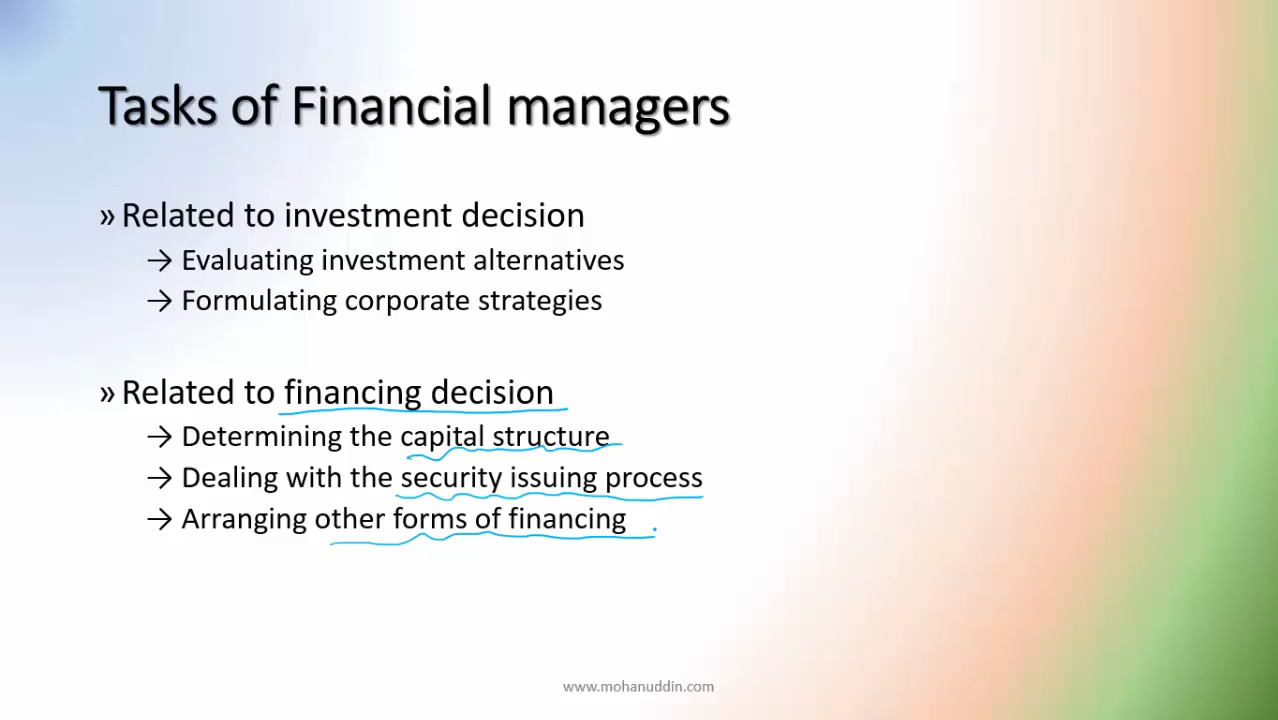 Tasks of Financial managers
» Related to investment decision
→ Evaluating investment alternatives
→ Formulating corporate strategies
» Related to financing decision
→ Determining the capital structure
→ Dealing with the security issuing process
→ Arranging other forms of financing
www.mohanuddin.com